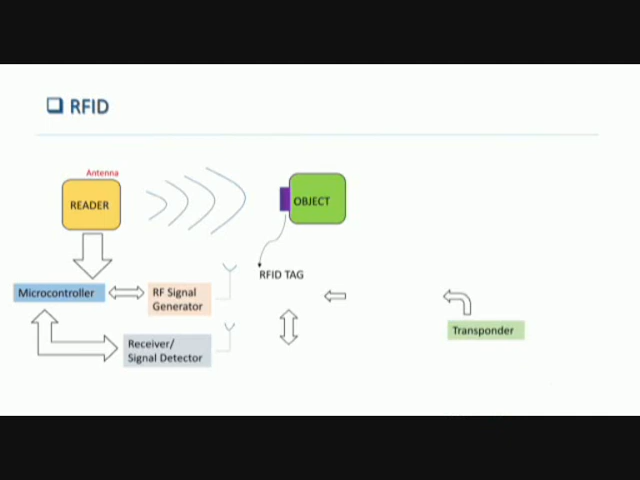 RFID
Antenna
READER
OBJECT
RFID TAG
Microcontroller
RF Signal
Generator
Transponder
Receiver/
Signal Detector